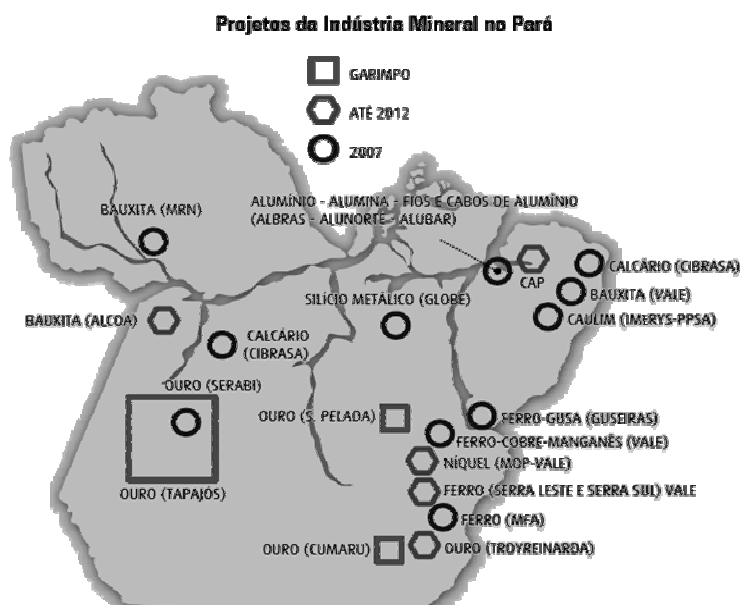 Projetos da Indústria Mineral no Pará
GARIMPO
ATÉ 2012
2007
BAUXITA (MRN)
ALUMÍNIO - ALUMINA - FIOS E CABOS DE ALUMÍNIO
(ALBRAS - ALUNORTE - ALUBAR)
CAP
CALCÁRIO (CIBRASA)
BAUXITA (VALE)
CAULIM (IMERYS-PPSA)
SILÍCIO METÁLICO (GLOBE)
BAUXITA (ALCOA)
CALCÁRIO
(CIBRASA)
OURO (SERABI)
OURO (TAPAJÓS)
OURO (S. PELADA)
FERRO-GUSA (GUSEIRAS)
FERRO-COBRE-MANGANÊS (VALE)
NÍQUEL (MOP-VALE)
FERRO (SERRA LESTE E SERRA SUL) VALE
FERRO (MFA)
OURO (CUMARU)
OURO (TROYREINARDA)